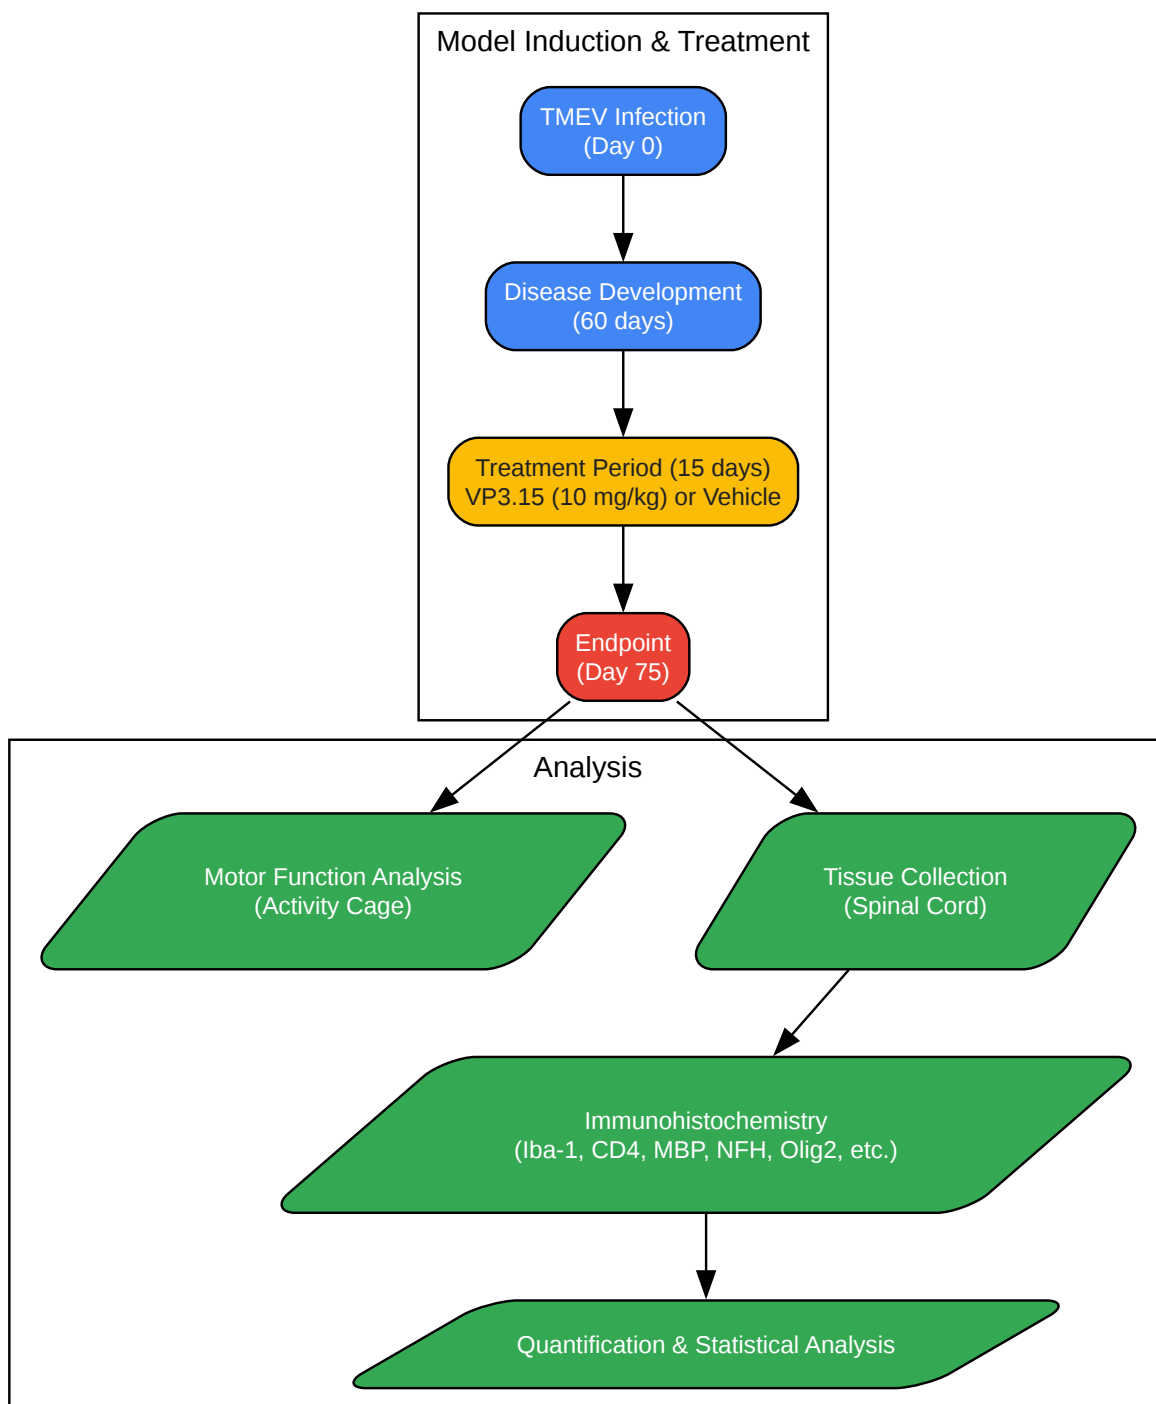 Model Induction & Treatment
TMEV Infection
(Day 0)
Disease Development
(60 days)
Treatment Period (15 days)
VP3.15 (10 mg/kg) or Vehicle
Endpoint
(Day 75)
Analysis
Motor Function Analysis
(Activity Cage)
Tissue Collection
(Spinal Cord)
Immunohistochemistry
(Iba-1, CD4, MBP, NFH, Olig2, etc.)
Quantification & Statistical Analysis